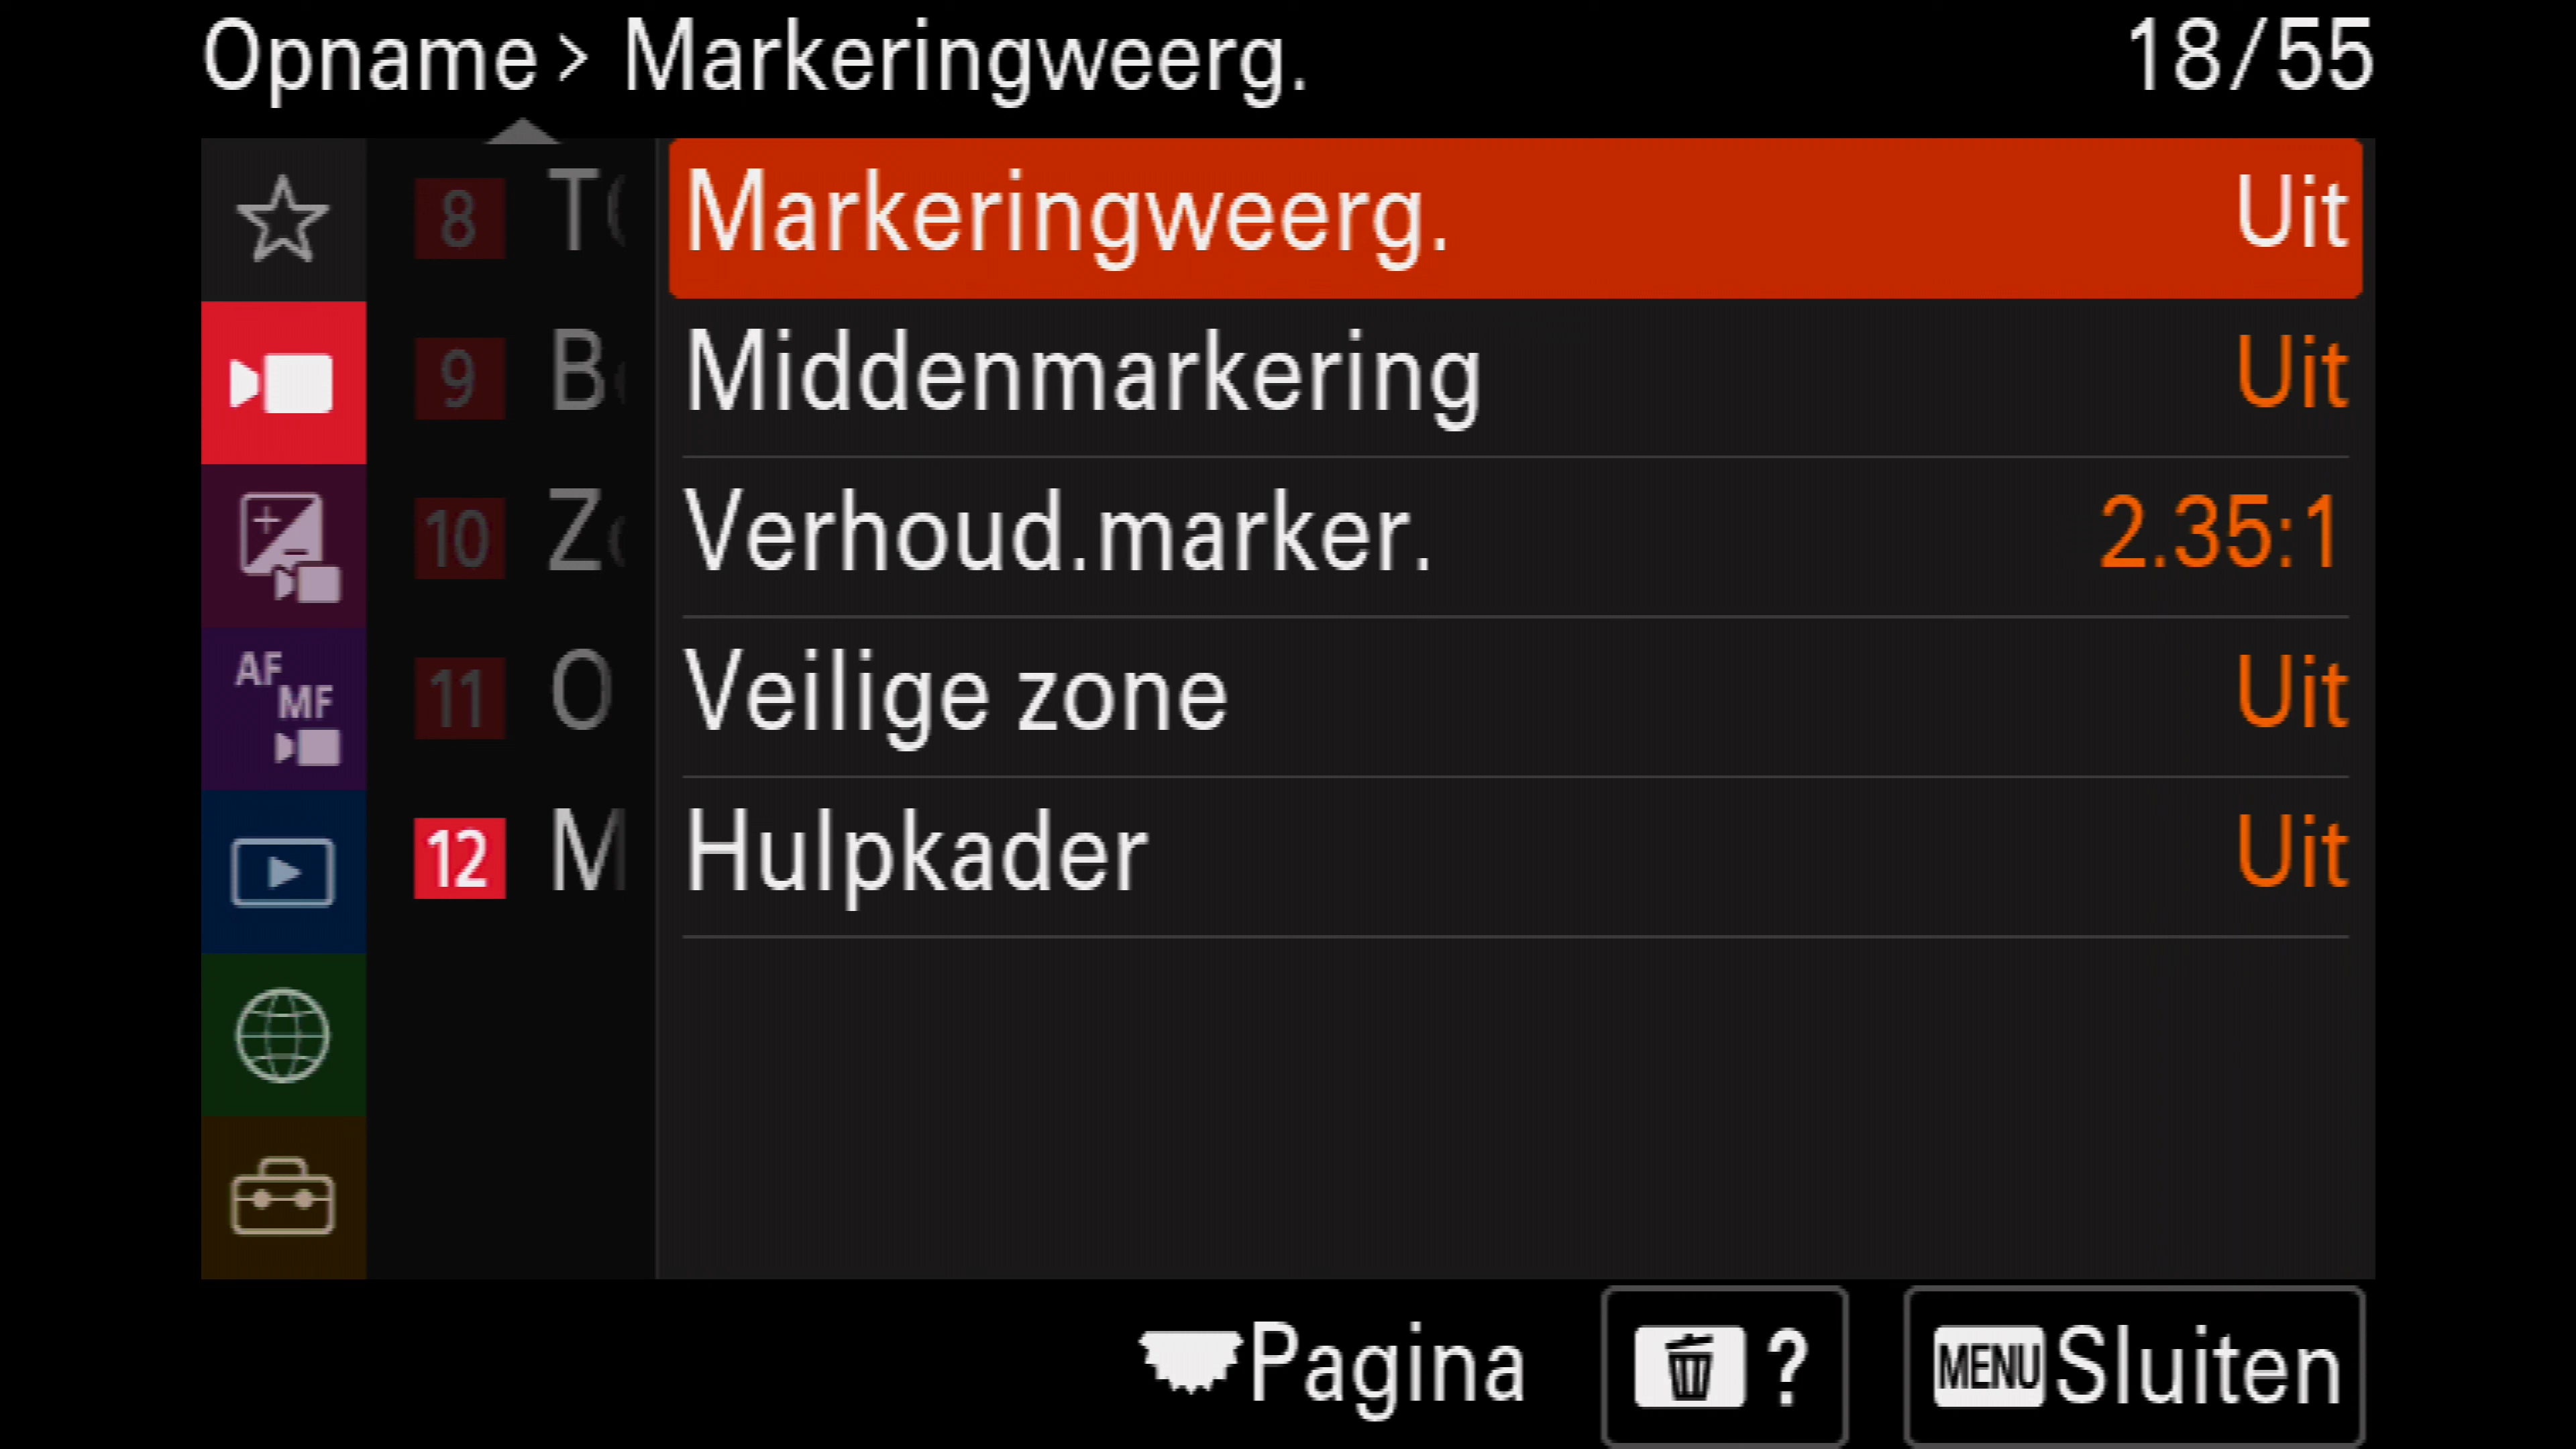 Opname > Markeringweerg. 18/55
8
9
10
11
12
AF
MF
Markeringweerg. Uit
Middenmarkering Uit
Verhoud.marker. 2.35:1
Veilige zone Uit
Hulpkader Uit
Pagina ? MENU Sluiten